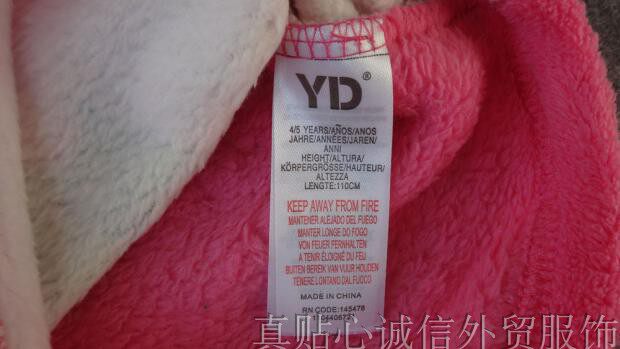 YD®
4/5 YEARS/AÑOS/ANOS
JAHRE/ANNÉES/JAREN/
ANNI
HEIGHT/ALTURA/
KÖRPERGRÖSSE/HAUTEUR/
ALTEZZA
LENGTE:110CM
KEEP AWAY FROM FIRE
MANTENER ALEJADO DEL FUEGO
MANTER LONGE DO FOGO
VON FEUER FERNHALTEN
A TENIR ÉLOIGNÉ DU FEU
BUITEN BEREIK VAN VUUR HOUDEN
TENERE LONTANO DAL FUOCO
MADE IN CHINA
RN CODE:145476
真贴心诚信外贸服饰